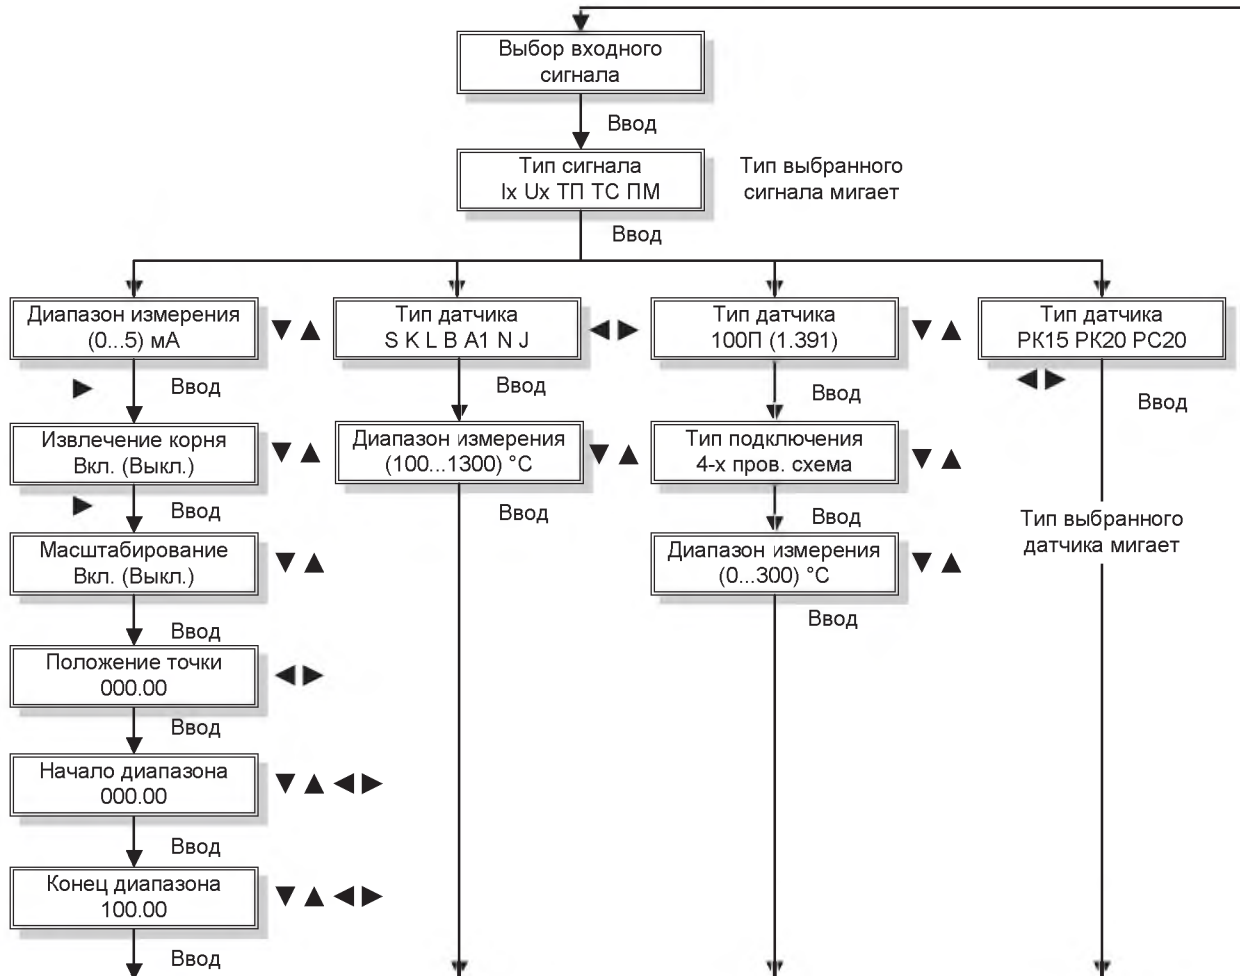 Выбор входного
сигнала
Ввод
Тип сигнала
Ix Ux ТП ТС ПМ
Тип выбранного
сигнала мигает
Ввод
Диапазон измерения
(0...5) мА
▼ ▲
Ввод
►
Извлечение корня
Вкл. (Выкл.)
▼ ▲
Ввод
►
Масштабирование
Вкл. (Выкл.)
▼ ▲
Ввод
Положение точки
000.00
◄ ►
Ввод
Начало диапазона
000.00
▼ ▲ ◄ ►
Ввод
Конец диапазона
100.00
▼ ▲ ◄ ►
Ввод
Тип датчика
S K L B A1 N J
◄ ►
Ввод
Диапазон измерения
(100...1300) °C
▼ ▲
Ввод
Тип датчика
100П (1.391)
▼ ▲
Ввод
Тип подключения
4-х пров. схема
▼ ▲
Ввод
Диапазон измерения
(0...300) °C
▼ ▲
Ввод
Тип датчика
РК15 РК20 РС20
◄ ►
Ввод
Тип выбранного
датчика мигает